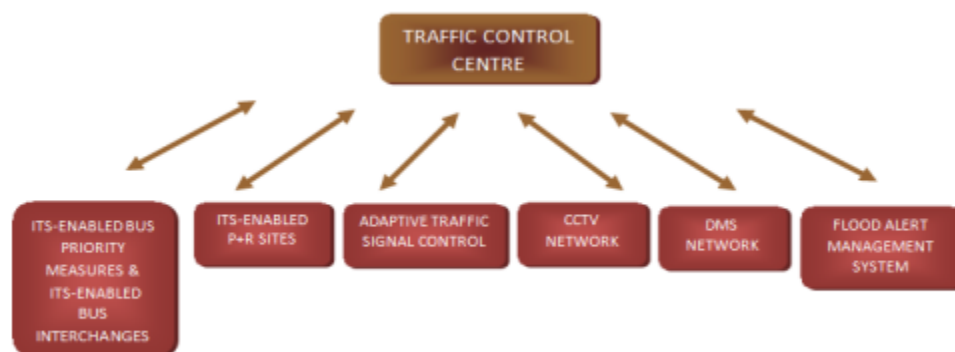 TRAFFIC CONTROL
CENTRE
ITS-ENABLED BUS
PRIORITY
MEASURES &
ITS-ENABLED
BUS
INTERCHANGES
ITS-ENABLED
P+R SITES
ADAPTIVE TRAFFIC
SIGNAL CONTROL
CCTV
NETWORK
DMS
NETWORK
FLOOD ALERT
MANAGEMENT
SYSTEM